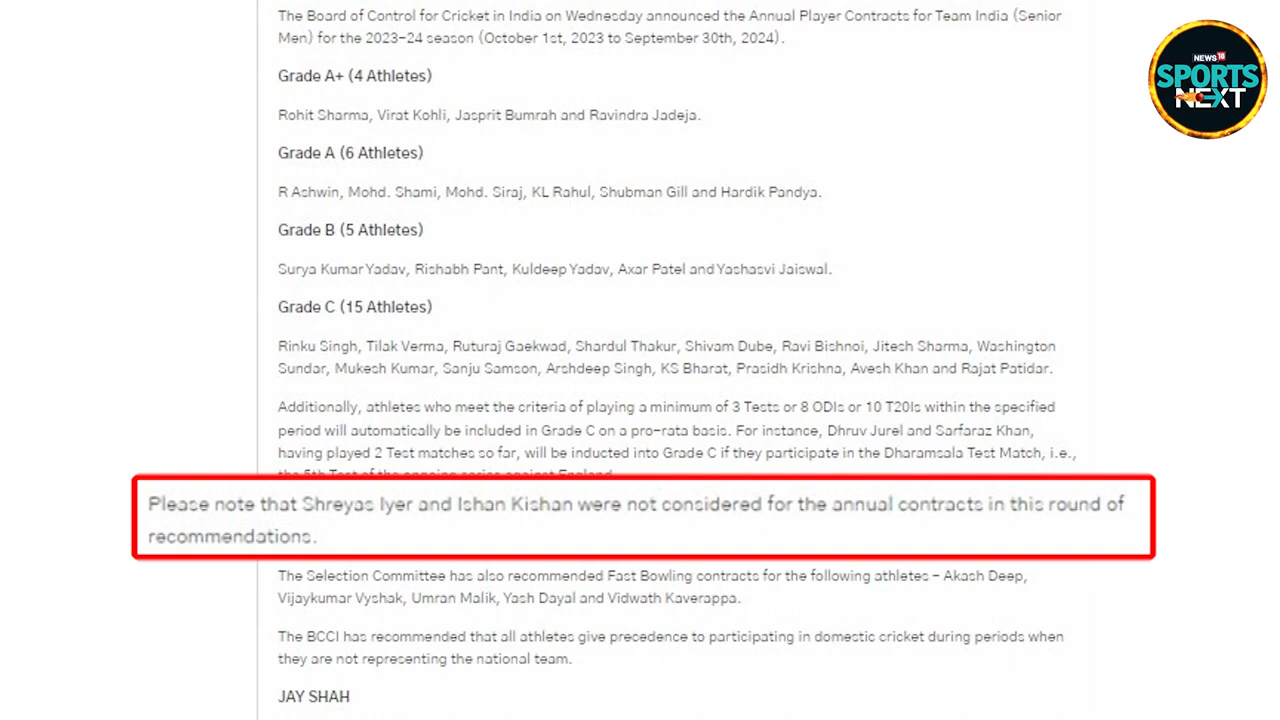 The Board of Control for Cricket in India on Wednesday announced the Annual Player Contracts for Team India (Senior
Men) for the 2023-24 season (October 1st, 2023 to September 30th, 2024).
Grade A+ (4 Athletes)
Rohit Sharma, Virat Kohli, Jasprit Bumrah and Ravindra Jadeja.
Grade A (6 Athletes)
R Ashwin, Mohd. Shami, Mohd. Siraj, KL Rahul, Shubman Gill and Hardik Pandya.
Grade B (5 Athletes)
Surya Kumar Yadav, Rishabh Pant, Kuldeep Yadav, Axar Patel and Yashasvi Jaiswal.
Grade C (15 Athletes)
Rinku Singh, Tilak Verma, Ruturaj Gaekwad, Shardul Thakur, Shivam Dube, Ravi Bishnoi, Jitesh Sharma, Washington
Sundar, Mukesh Kumar, Sanju Samson, Arshdeep Singh, KS Bharat, Prasidh Krishna, Avesh Khan and Rajat Patidar.
Additionally, athletes who meet the criteria of playing a minimum of 3 Tests or 8 ODIs or 10 T20Is within the specified
period will automatically be included in Grade C on a pro-rata basis. For instance, Dhruv Jurel and Sarfaraz Khan,
having played 2 Test matches so far, will be inducted into Grade C if they participate in the Dharamsala Test Match, i.e.,
the 5th Test of the ongoing series against England.
Please note that Shreyas Iyer and Ishan Kishan were not considered for the annual contracts in this round of
recommendations.
The Selection Committee has also recommended Fast Bowling contracts for the following athletes – Akash Deep,
Vijaykumar Vyshak, Umran Malik, Yash Dayal and Vidwath Kaverappa.
The BCCI has recommended that all athletes give precedence to participating in domestic cricket during periods when
they are not representing the national team.
JAY SHAH
NEWS18
SPORTS
NEXT